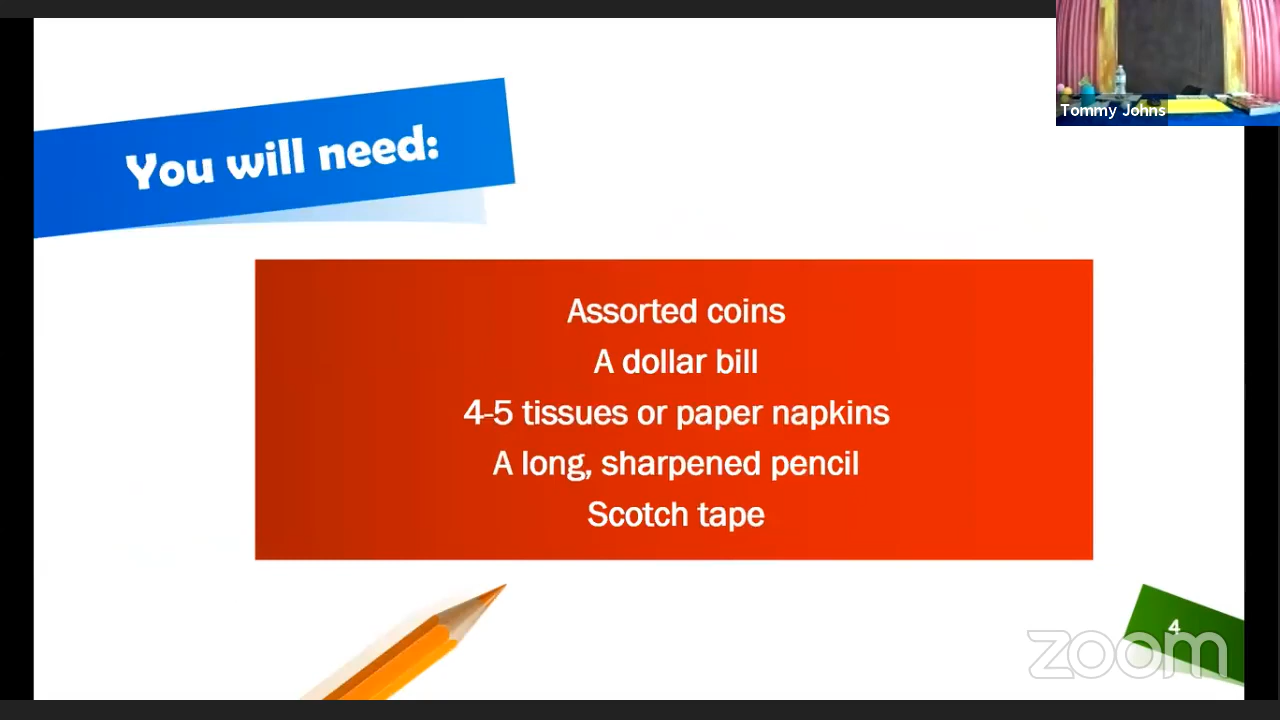 Tommy Johns
You will need:
Assorted coins
A dollar bill
4-5 tissues or paper napkins
A long, sharpened pencil
Scotch tape
4
zoom